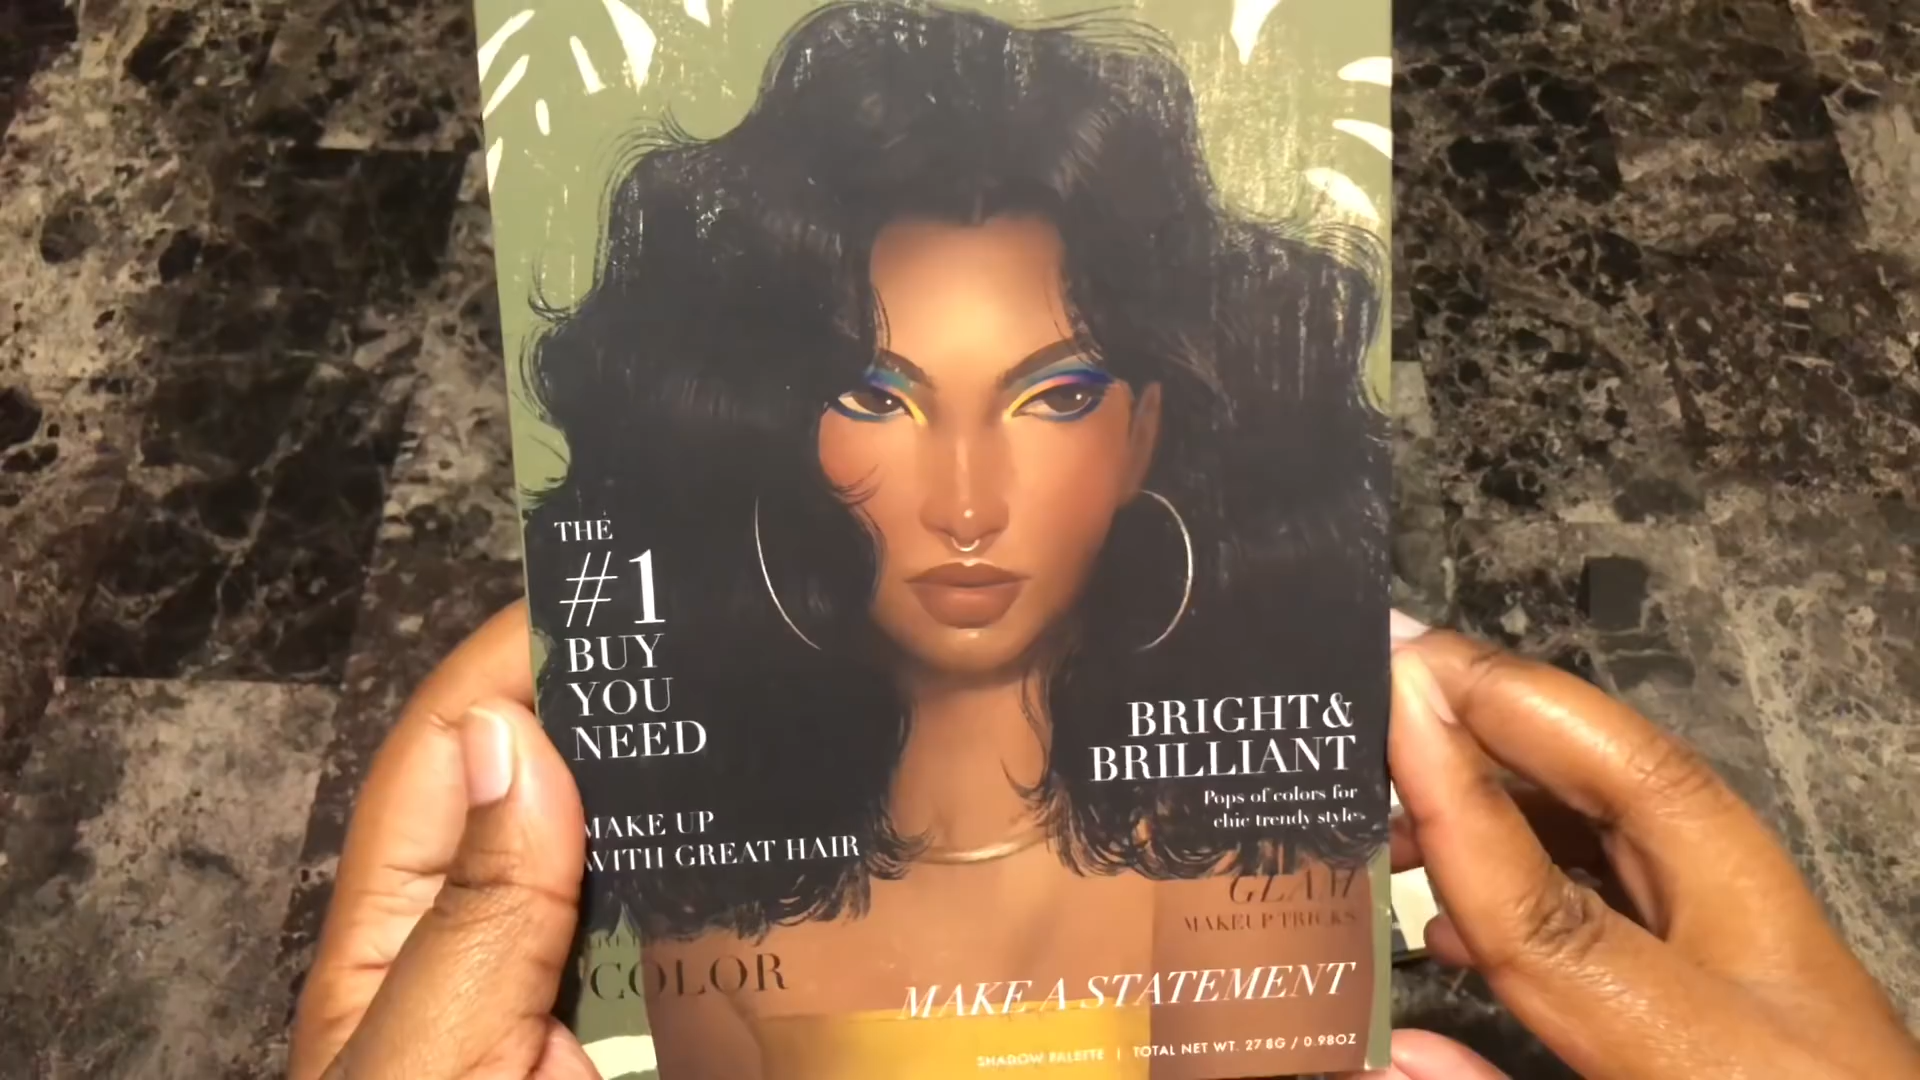 THE
#1
BUY
YOU
NEED
MAKE UP
WITH GREAT HAIR
BRIGHT&
BRILLIANT
Pops of colors for
chic trendy style
GLAM
MAKEUP TRICKS
COLOR
MAKE A STATEMENT
SHADOW PALETTE | TOTAL NET WT. 27.8G / 0.98OZ